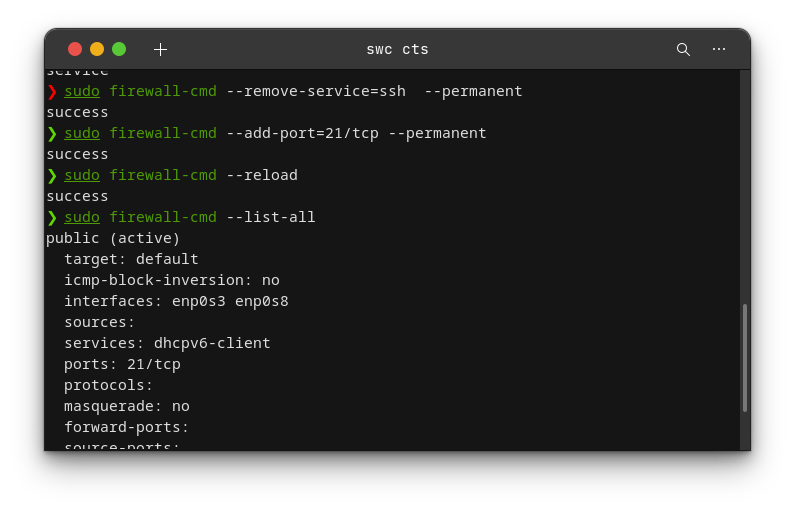 swc cts
service
❯ sudo firewall-cmd --remove-service=ssh  --permanent
success
❯ sudo firewall-cmd --add-port=21/tcp --permanent
success
❯ sudo firewall-cmd --reload
success
❯ sudo firewall-cmd --list-all
public (active)
  target: default
  icmp-block-inversion: no
  interfaces: enp0s3 enp0s8
  sources:
  services: dhcpv6-client
  ports: 21/tcp
  protocols:
  masquerade: no
  forward-ports:
  source-ports: